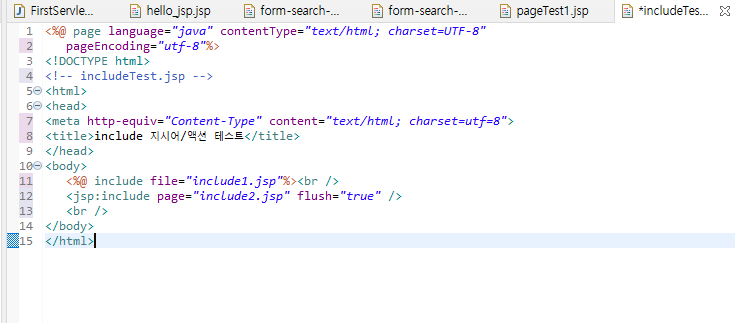 FirstServle...
hello_jsp.jsp
form-search-...
form-search-...
pageTest1.jsp
*includeTes...
1 <%@ page language="java" contentType="text/html; charset=UTF-8"
2 pageEncoding="utf-8"%>
3 <!DOCTYPE html>
4 <!-- includeTest.jsp -->
5 <html>
6 <head>
7 <meta http-equiv="Content-Type" content="text/html; charset=utf=8">
8 <title>include 지시어/액션 테스트</title>
9 </head>
10 <body>
11 <%@ include file="include1.jsp"%><br />
12 <jsp:include page="include2.jsp" flush="true" />
13 <br />
14 </body>
15 </html>